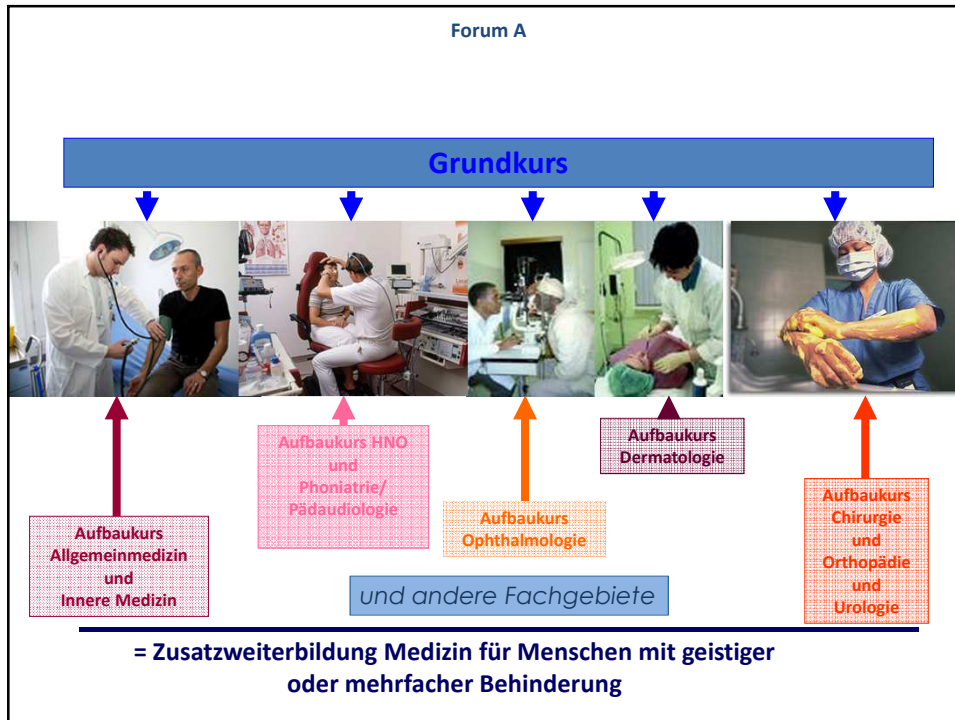 Forum A
Grundkurs
Aufbaukurs HNO
und
Phoniatrie/
Pädaudiologie
Aufbaukurs
Dermatologie
Aufbaukurs
Ophthalmologie
Aufbaukurs
Chirurgie
und
Orthopädie
und
Urologie
Aufbaukurs
Allgemeinmedizin
und
Innere Medizin
und andere Fachgebiete
= Zusatzweiterbildung Medizin für Menschen mit geistiger
oder mehrfacher Behinderung